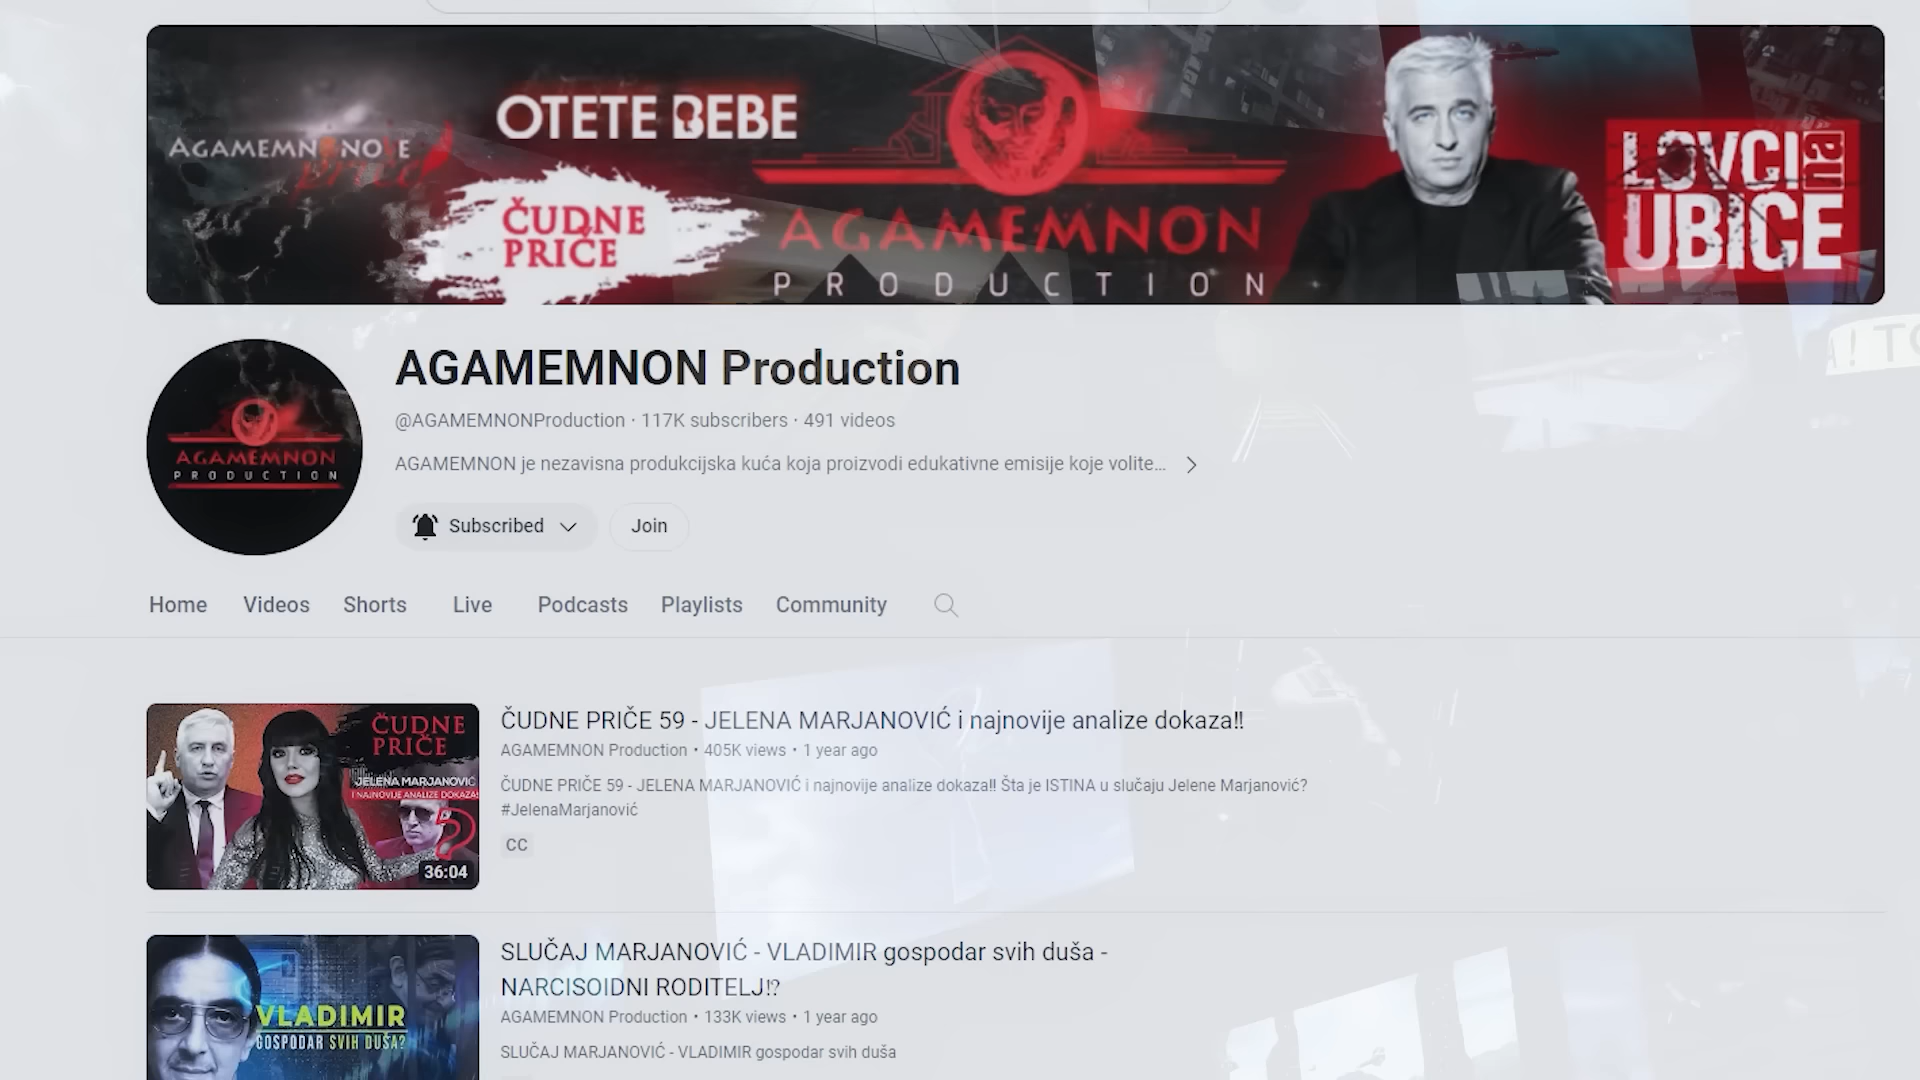 OTETE BEBE
AGAMEMNONOVE
priče
ČUDNE
PRIČE
AGAMEMNON
PRODUCTION
LOVCI na
UBICE
A! TO
AGAMEMNON Production
@AGAMEMNONProduction · 117K subscribers · 491 videos
AGAMEMNON je nezavisna produkcijska kuća koja proizvodi edukativne emisije koje volite...
AGAMEMNON
PRODUCTION
Subscribed
Join
Home Videos Shorts Live Podcasts Playlists Community
ČUDNE
PRIČE
JELENA MARJANOVIĆ
I NAJNOVIJE ANALIZE DOKAZA!
36:04
ČUDNE PRIČE 59 - JELENA MARJANOVIĆ i najnovije analize dokaza!!
AGAMEMNON Production • 405K views • 1 year ago
ČUDNE PRIČE 59 - JELENA MARJANOVIĆ i najnovije analize dokaza!! Šta je ISTINA u slučaju Jelene Marjanović?
#JelenaMarjanović
CC
VLADIMIR
GOSPODAR SVIH DUŠA?
SLUČAJ MARJANOVIĆ - VLADIMIR gospodar svih duša -
NARCISOIDNI RODITELJ!?
AGAMEMNON Production • 133K views • 1 year ago
SLUČAJ MARJANOVIĆ - VLADIMIR gospodar svih duša